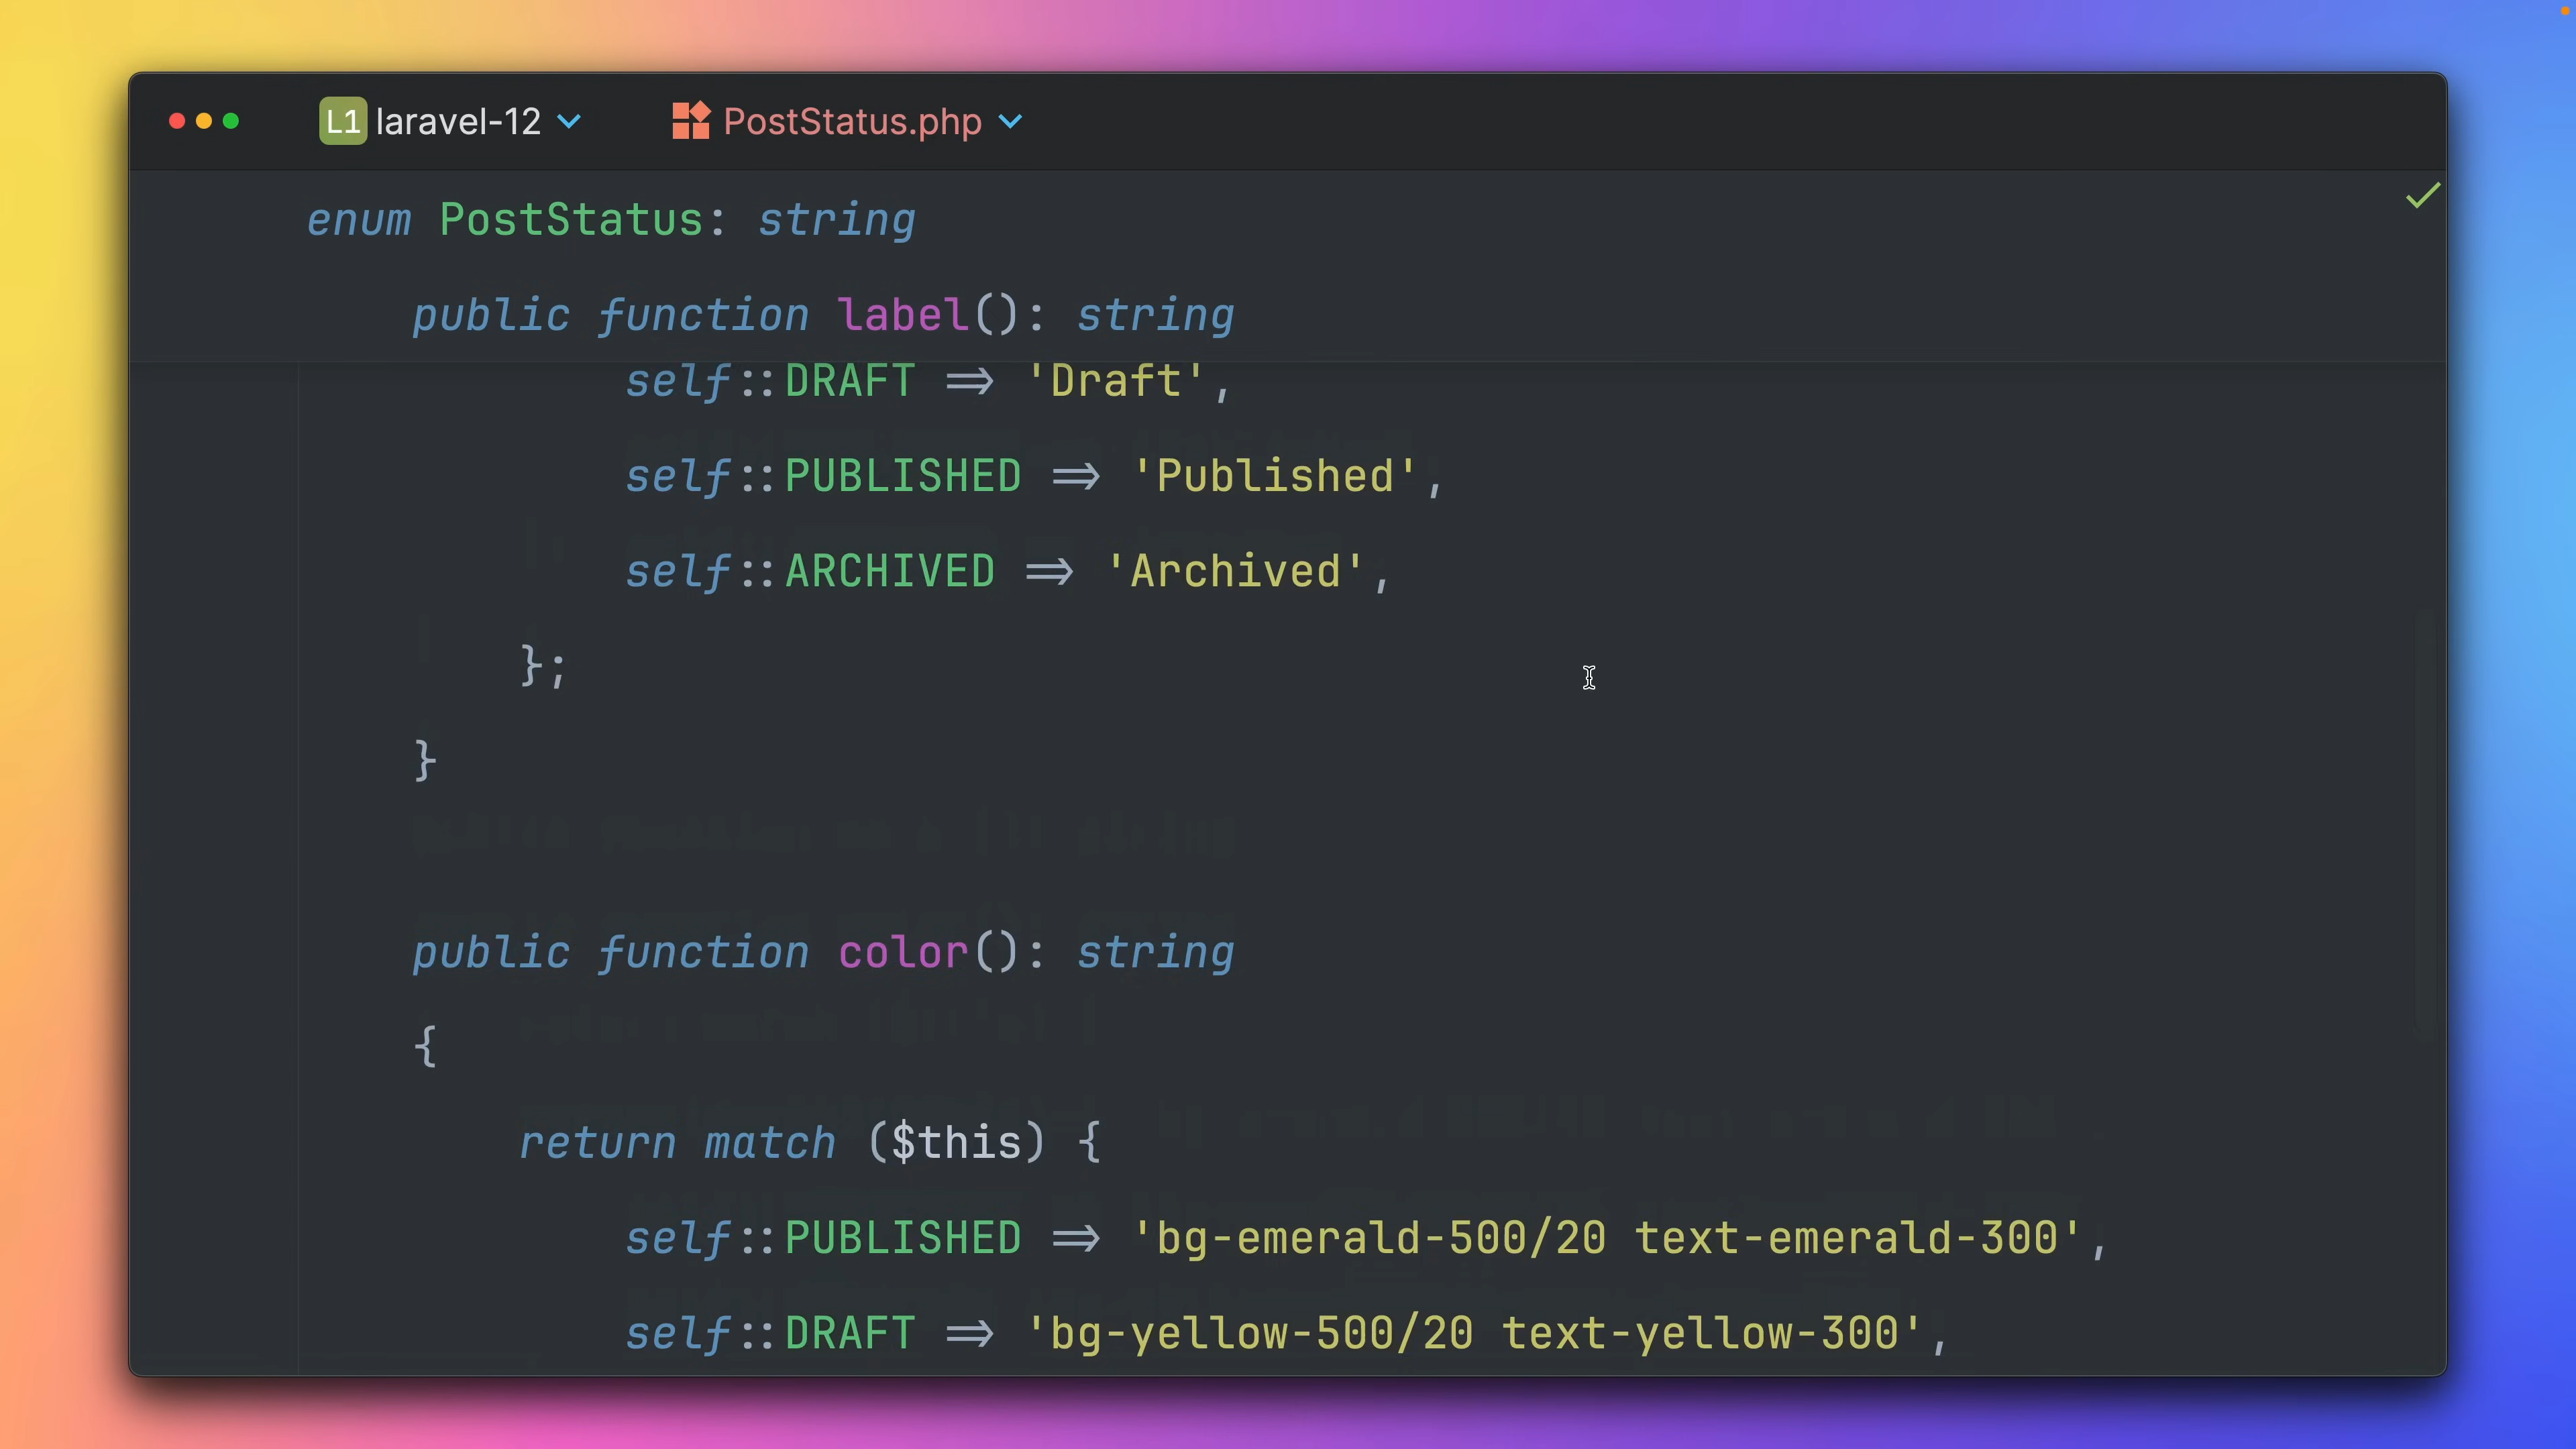 L1 laravel-12 PostStatus.php
enum PostStatus: string
public function label(): string
self::DRAFT => 'Draft',
self::PUBLISHED => 'Published',
self::ARCHIVED => 'Archived',
};
}
public function color(): string
{
return match ($this) {
self::PUBLISHED => 'bg-emerald-500/20 text-emerald-300',
self::DRAFT => 'bg-yellow-500/20 text-yellow-300',